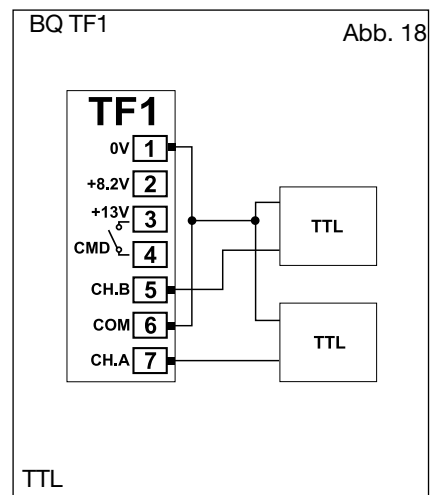 BQ TF1
Abb. 18
TF1
0V 1
+8.2V 2
+13V 3
CMD 4
CH.B 5
COM 6
CH.A 7
TTL
TTL
TTL